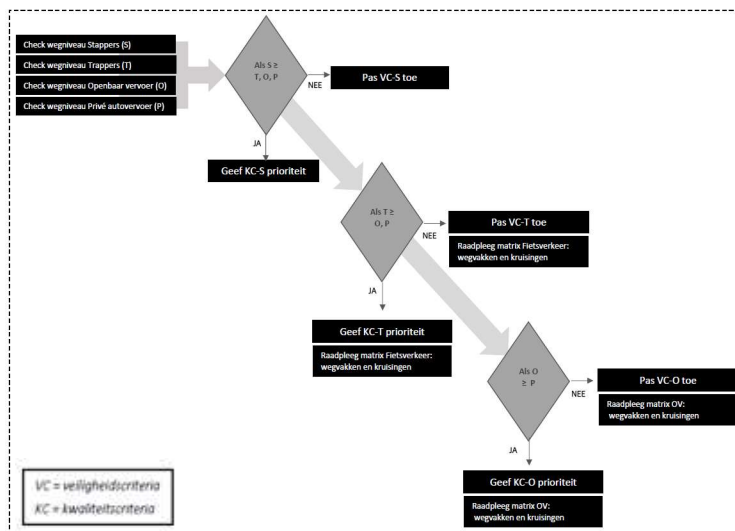 Check wegniveau Stappers (S)
Check wegniveau Trappers (T)
Check wegniveau Openbaar vervoer (O)
Check wegniveau Privé autovervoer (P)
Als S ≥
T, O, P
NEE
Pas VC-S toe
JA
Geef KC-S prioriteit
Als T ≥
O, P
NEE
Pas VC-T toe
Raadpleeg matrix Fietsverkeer:
wegvakken en kruisingen
JA
Geef KC-T prioriteit
Raadpleeg matrix Fietsverkeer:
wegvakken en kruisingen
Als O
≥ P
NEE
Pas VC-O toe
Raadpleeg matrix OV:
wegvakken en kruisingen
JA
Geef KC-O prioriteit
Raadpleeg matrix OV:
wegvakken en kruisingen
VC = veiligheidscriteria
KC = kwaliteitscriteria